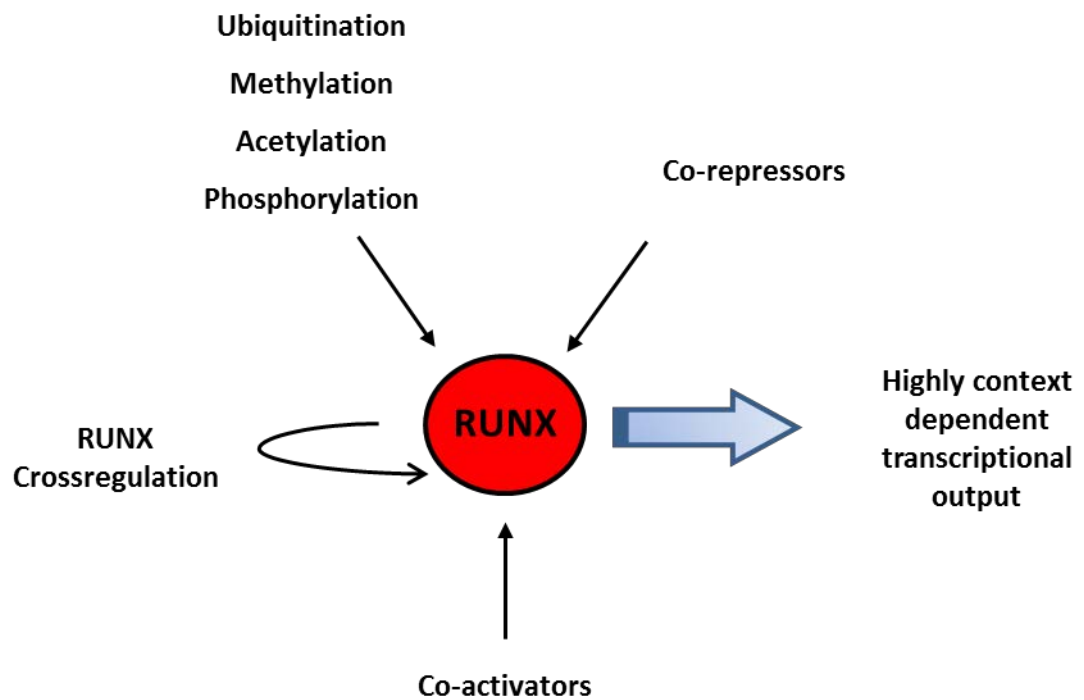 Ubiquitination
Methylation
Acetylation
Phosphorylation
Co-repressors
RUNX
Crossregulation
RUNX
Highly context
dependent
transcriptional
output
Co-activators